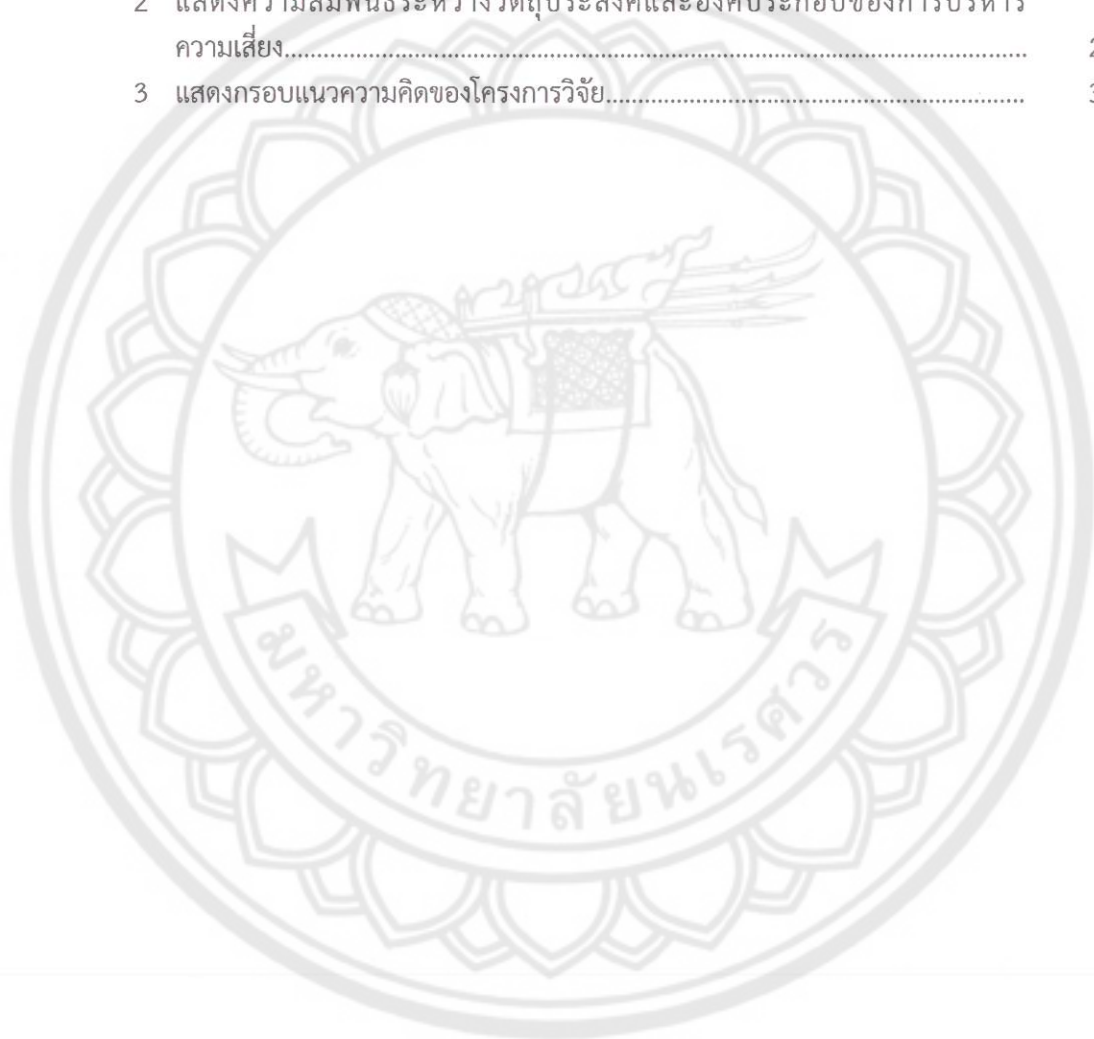 2 แสดงความสัมพันธ์ระหว่างวัตถุประสงค์และองค์ประกอบของการบริหาร
ความเสี่ยง........................................................................................................
3 แสดงกรอบแนวความคิดของโครงการวิจัย............................................................
มหาวิทยาลัยนเรศวร